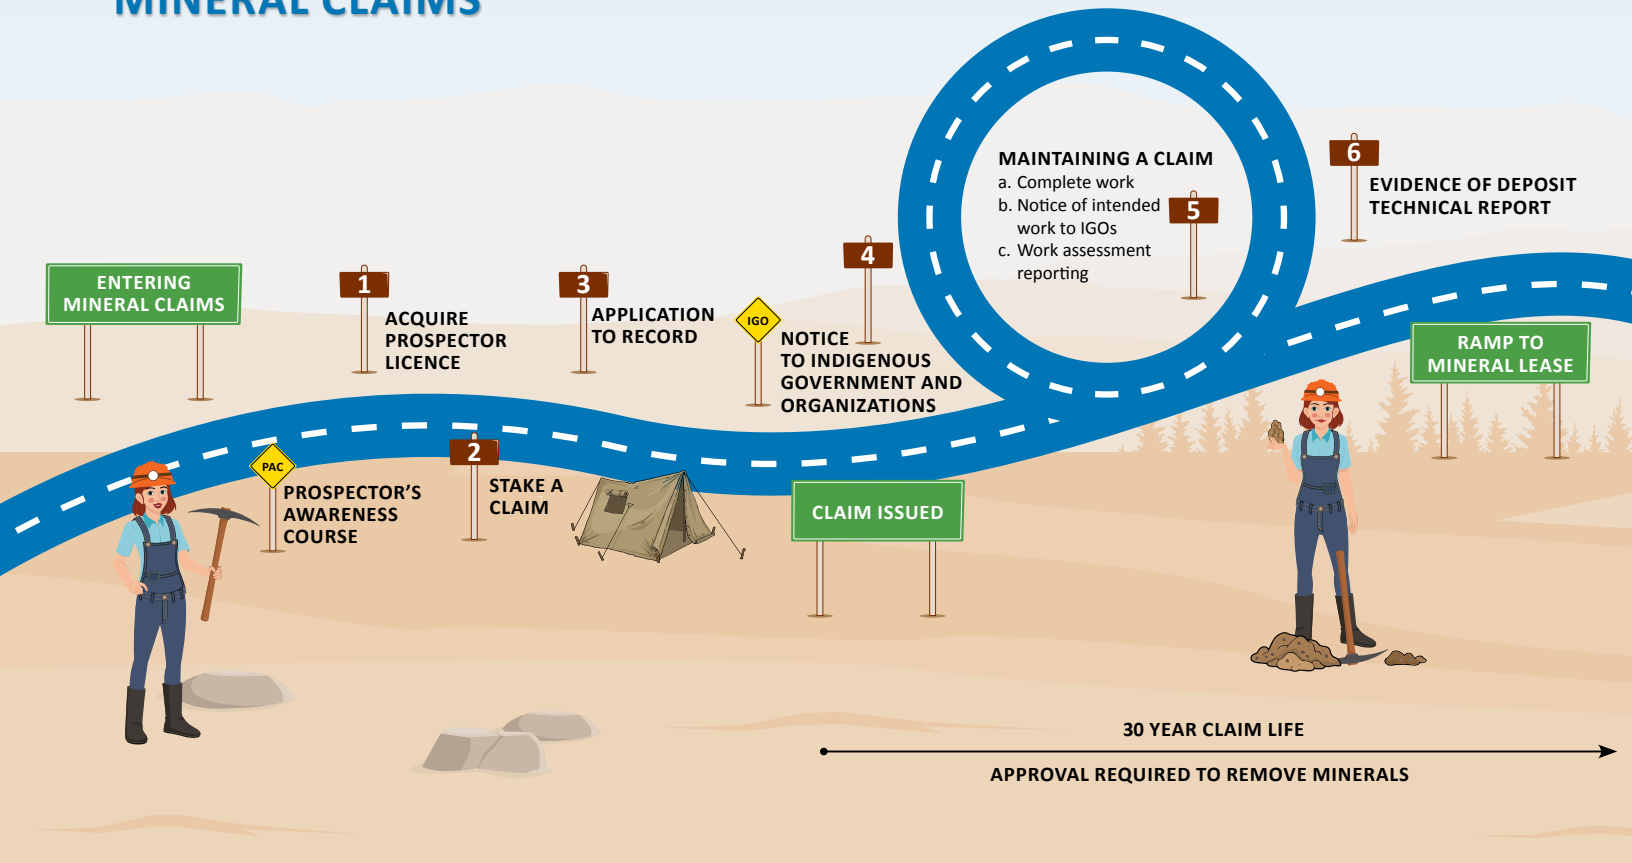 MINERAL CLAIMS
ENTERING
MINERAL CLAIMS
1
ACQUIRE
PROSPECTOR
LICENCE
PAC
PROSPECTOR'S
AWARENESS
COURSE
2
STAKE A
CLAIM
3
APPLICATION
TO RECORD
IGO
4
NOTICE
TO INDIGENOUS
GOVERNMENT AND
ORGANIZATIONS
CLAIM ISSUED
MAINTAINING A CLAIM
a. Complete work
b. Notice of intended
work to IGOs
c. Work assessment
reporting
5
6
EVIDENCE OF DEPOSIT
TECHNICAL REPORT
RAMP TO
MINERAL LEASE
30 YEAR CLAIM LIFE
APPROVAL REQUIRED TO REMOVE MINERALS